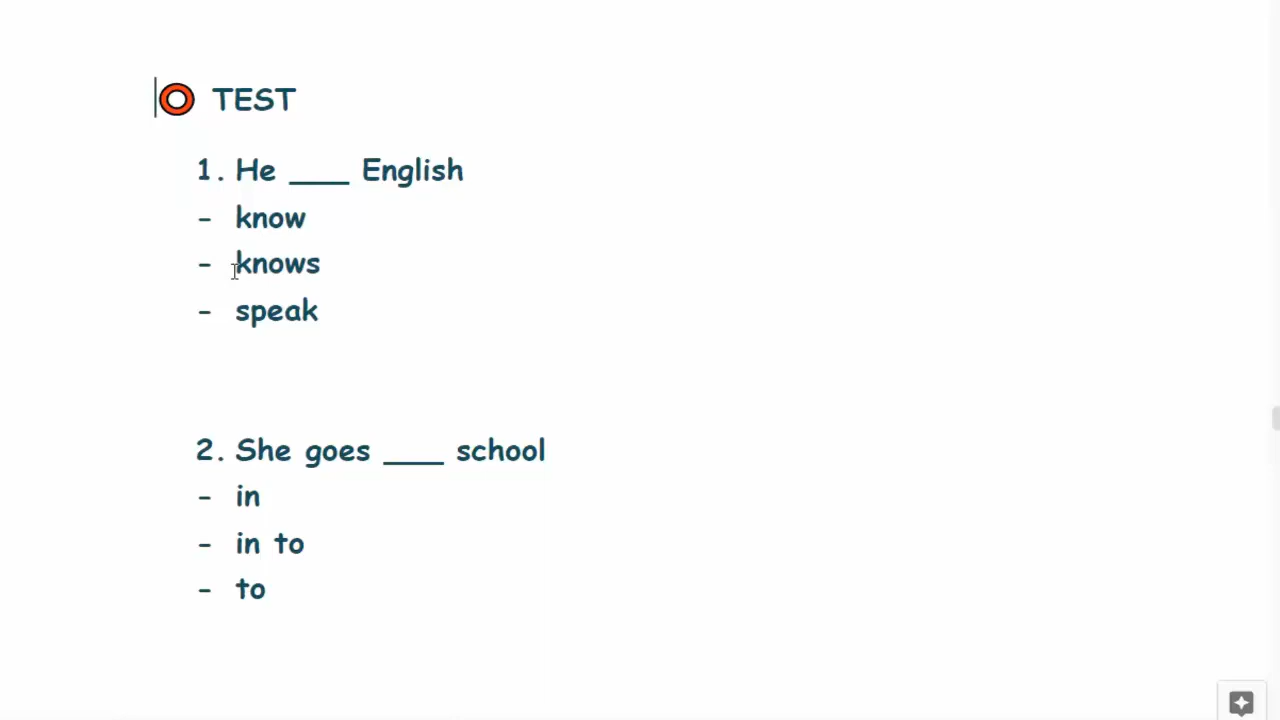 TEST
1. He ____ English
- know
- knows
- speak
2. She goes ____ school
- in
- in to
- to